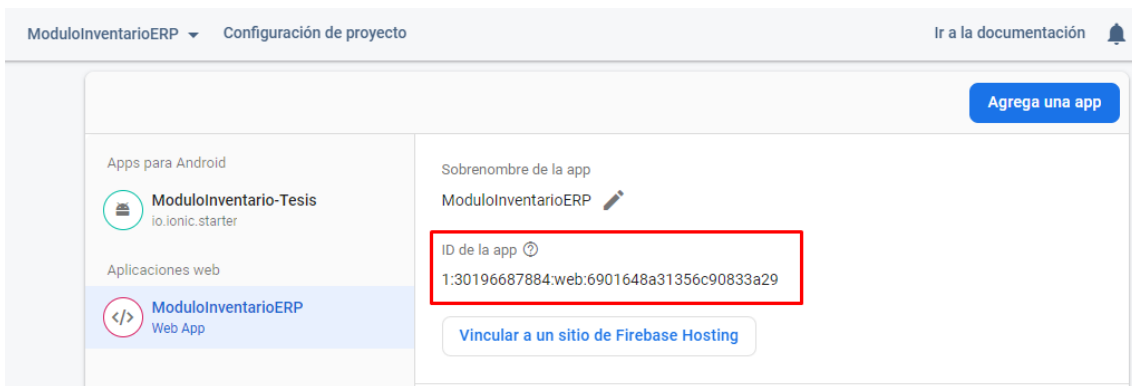 ModuloInventarioERP Configuración de proyecto Ir a la documentación
Agrega una app
Apps para Android
ModuloInventario-Tesis
io.ionic.starter
Aplicaciones web
ModuloInventarioERP
Web App
Sobrenombre de la app
ModuloInventarioERP
ID de la app
1:30196687884:web:6901648a31356c90833a29
Vincular a un sitio de Firebase Hosting